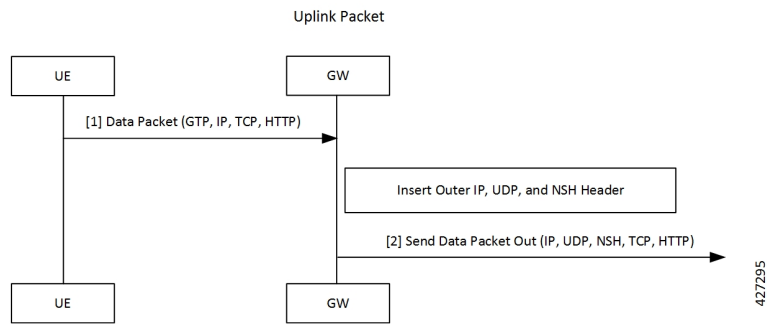 Uplink Packet
UE
GW
[1] Data Packet (GTP, IP, TCP, HTTP)
Insert Outer IP, UDP, and NSH Header
[2] Send Data Packet Out (IP, UDP, NSH, TCP, HTTP)
UE
GW
427295